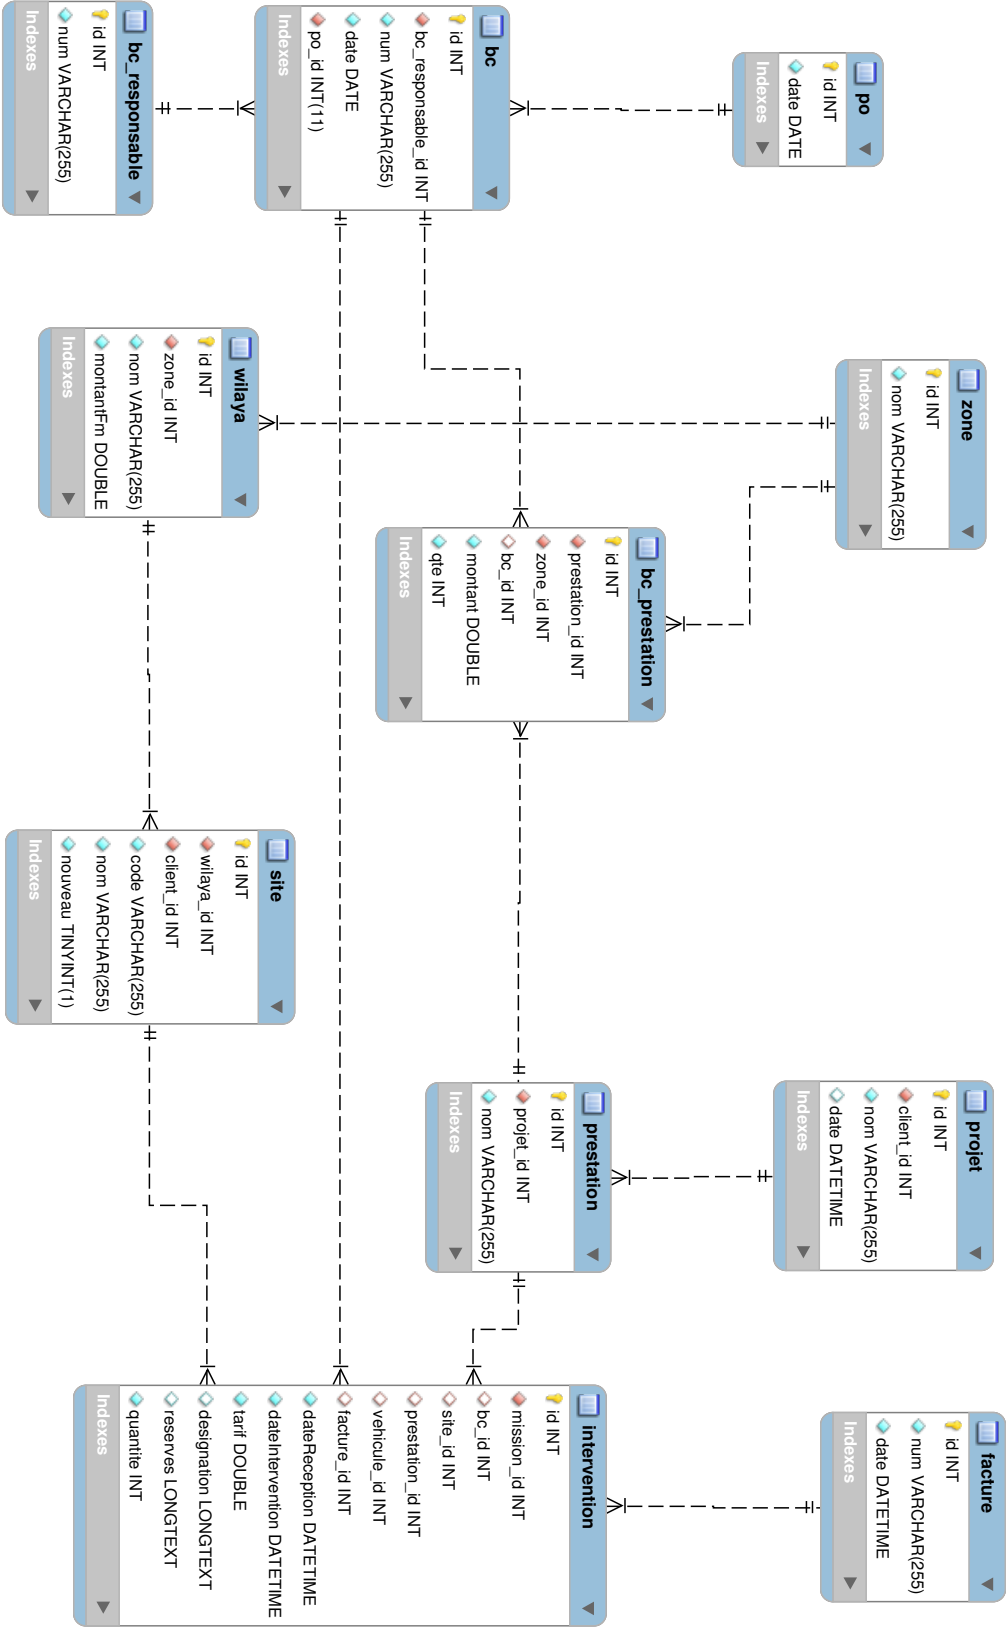 po
id INT
date DATE
Indexes
zone
id INT
nom VARCHAR(255)
Indexes
projet
id INT
client_id INT
nom VARCHAR(255)
date DATETIME
Indexes
facture
id INT
num VARCHAR(255)
date DATETIME
Indexes
bc
id INT
bc_responsable_id INT
num VARCHAR(255)
date DATE
po_id INT(11)
Indexes
bc_prestation
id INT
prestation_id INT
zone_id INT
bc_id INT
montant DOUBLE
qte INT
Indexes
prestation
id INT
projet_id INT
nom VARCHAR(255)
Indexes
intervention
id INT
mission_id INT
bc_id INT
site_id INT
prestation_id INT
vehicule_id INT
facture_id INT
dateReception DATETIME
dateIntervention DATETIME
tarif DOUBLE
designation LONGTEXT
reserves LONGTEXT
quantite INT
Indexes
bc_responsable
id INT
num VARCHAR(255)
Indexes
wilaya
id INT
zone_id INT
nom VARCHAR(255)
montantFm DOUBLE
Indexes
site
id INT
wilaya_id INT
client_id INT
code VARCHAR(255)
nom VARCHAR(255)
nouveau TINYINT(1)
Indexes